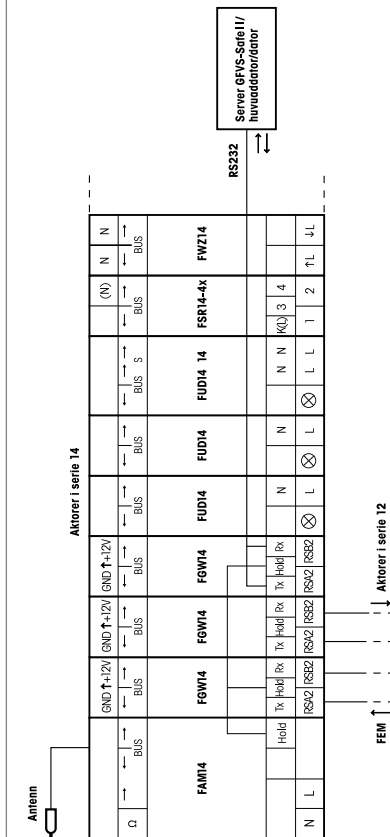 Antenn
Aktorer i serie 14
Server GFVS-Safe II/
huvuaddator/dator
RS232
Ω
BUS
FAM14
Hold
N L
GND +12V
BUS
FGW14
Tx Hold Rx
RSA2 RSB2
GND +12V
BUS
FGW14
Tx Hold Rx
RSA2 RSB2
GND +12V
BUS
FGW14
Tx Hold Rx
RSA2 RSB2
BUS
FUD14
N
L
BUS
FUD14
N
L
BUS S
FUD14 14
N N
L L
(N)
BUS
FSR14-4x
K(L) 3 4
1 2
N N
BUS
FWZ14
↑L ↓L
FEM
Aktorer i serie 12